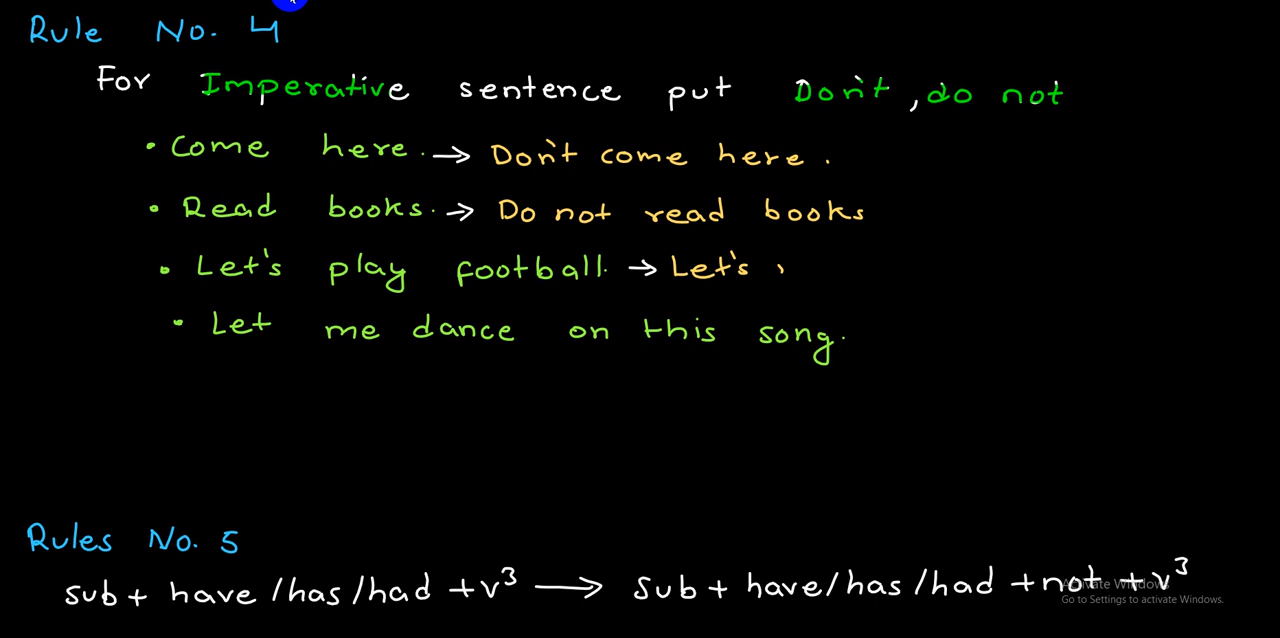 Rule No. 4
For Imperative sentence put Don't, do not
• Come here. → Don't come here.
• Read books. → Do not read books
• Let's play football. → Let's
• Let me dance on this song.
Rules No. 5
sub + have /has /had + v³ → Sub + have/has /had + not + v³
Activate Windows
Go to Settings to activate Windows.